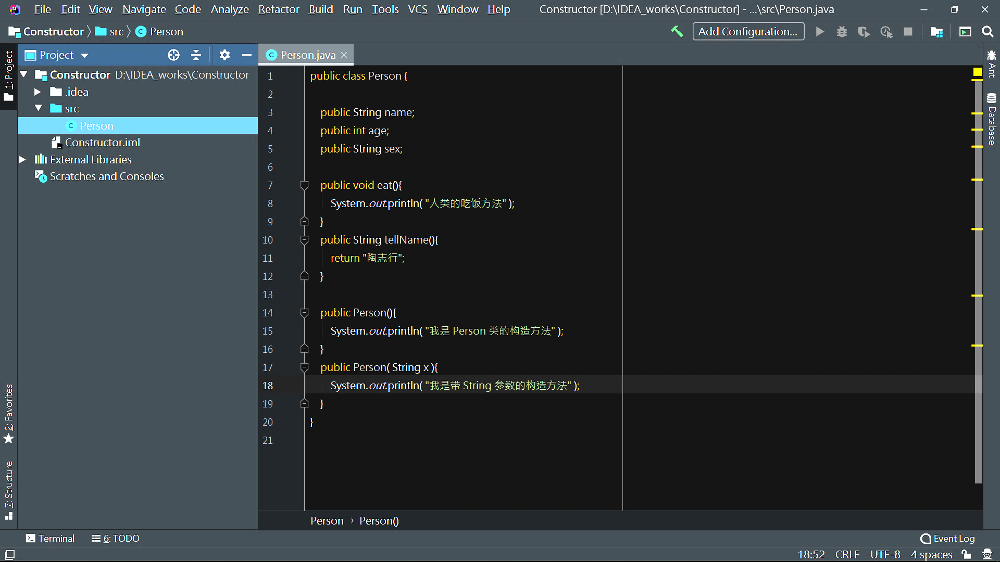 File Edit View Navigate Code Analyze Refactor Build Run Tools VCS Window Help Constructor [D:\IDEA_works\Constructor] - ...\src\Person.java
Constructor src Person Add Configuration...
1: Project
Project
Constructor D:\IDEA_works\Constructor
.idea
src
Person
Constructor.iml
External Libraries
Scratches and Consoles
2: Favorites
7: Structure
Person.java
1 public class Person {
2
3 public String name;
4 public int age;
5 public String sex;
6
7 public void eat(){
8 System.out.println( "人类的吃饭方法" );
9 }
10 public String tellName(){
11 return "陶志行";
12 }
13
14 public Person(){
15 System.out.println( "我是 Person 类的构造方法" );
16 }
17 public Person( String x ){
18 System.out.println( "我是带 String 参数的构造方法" );
19 }
20 }
21
Person › Person()
Ant
Database
Terminal 6: TODO Event Log
18:52 CRLF UTF-8 4 spaces